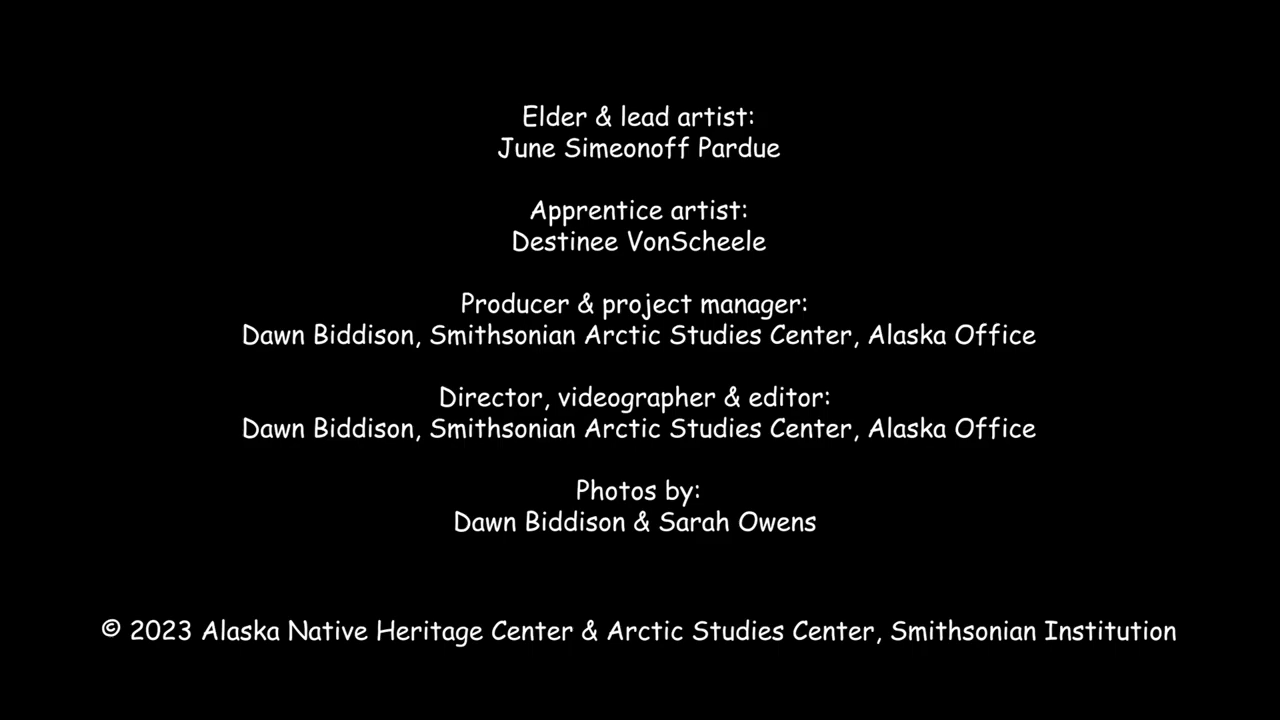 Elder & lead artist:
June Simeonoff Pardue
Apprentice artist:
Destinee VonScheele
Producer & project manager:
Dawn Biddison, Smithsonian Arctic Studies Center, Alaska Office
Director, videographer & editor:
Dawn Biddison, Smithsonian Arctic Studies Center, Alaska Office
Photos by:
Dawn Biddison & Sarah Owens
© 2023 Alaska Native Heritage Center & Arctic Studies Center, Smithsonian Institution